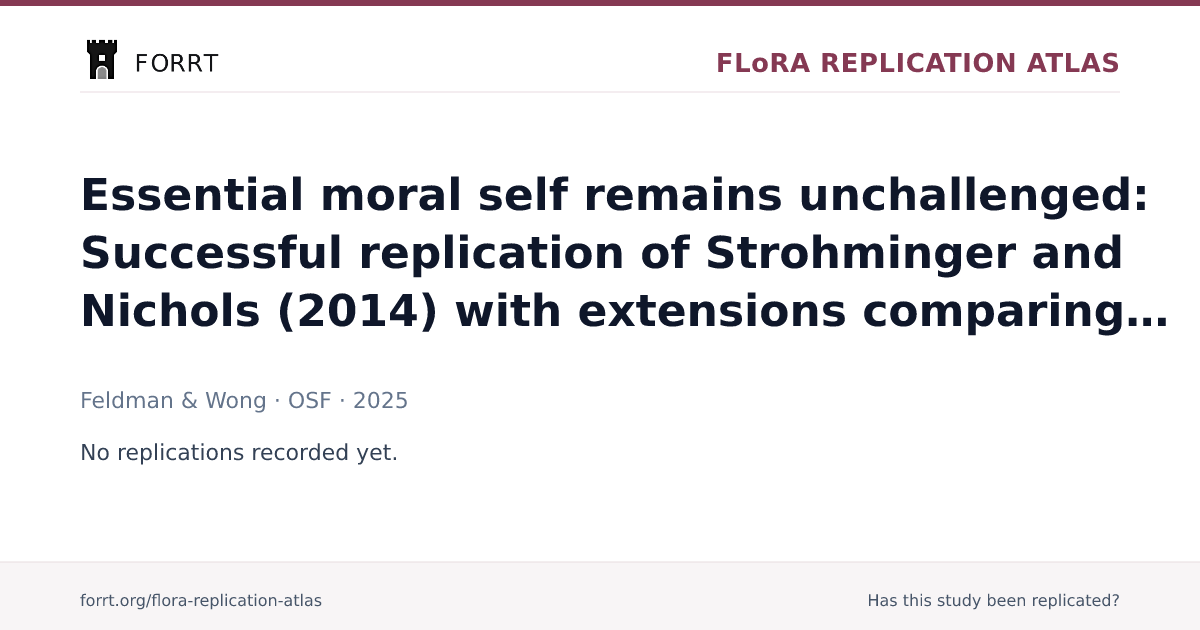 FORRT
FLoRA REPLICATION ATLAS
Essential moral self remains unchallenged:
Successful replication of Strohminger and
Nichols (2014) with extensions comparing…
Feldman & Wong · OSF · 2025
No replications recorded yet.
forrt.org/flora-replication-atlas
Has this study been replicated?